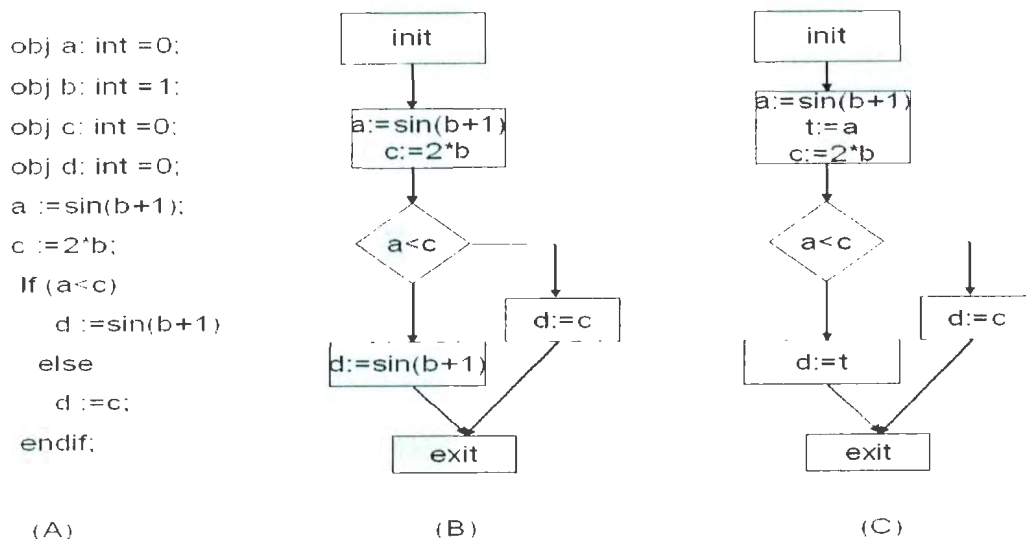 obj a: int =0;
obj b: int =1;
obj c: int =0;
obj d: int =0;
a :=sin(b+1);
c :=2*b;
If (a<c)
d :=sin(b+1)
else
d :=c;
endif;
(A)
init
a:=sin(b+1)
c:=2*b
a<c
d:=c
d:=sin(b+1)
exit
(B)
init
a:=sin(b+1)
t:=a
c:=2*b
a<c
d:=c
d:=t
exit
(C)